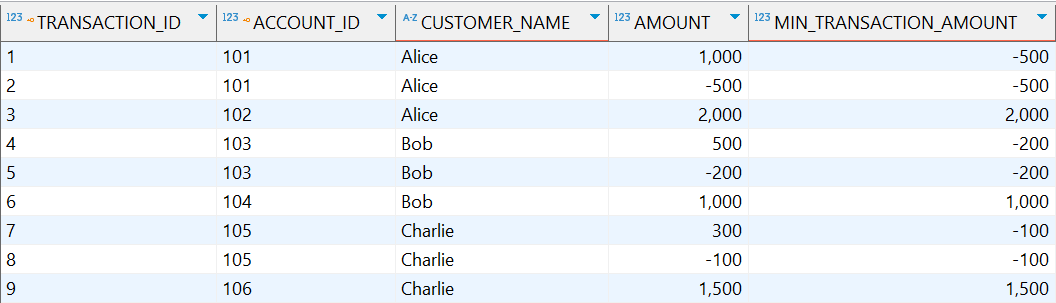 123 TRANSACTION_ID 123 ACCOUNT_ID A-Z CUSTOMER_NAME 123 AMOUNT 123 MIN_TRANSACTION_AMOUNT
1 101 Alice 1,000 -500
2 101 Alice -500 -500
3 102 Alice 2,000 2,000
4 103 Bob 500 -200
5 103 Bob -200 -200
6 104 Bob 1,000 1,000
7 105 Charlie 300 -100
8 105 Charlie -100 -100
9 106 Charlie 1,500 1,500